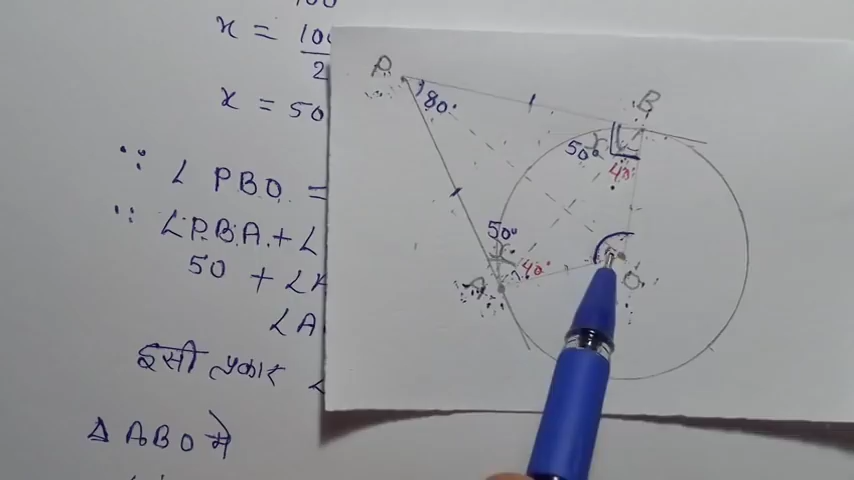 x = 100
2
x = 50
∵ ∠ PBO =
∵ ∠PBA + ∠
50 + ∠A
∠A
इसी प्रकार ∠
Δ ABO में
P
80°
B
50°
40°
50°
40°
A
O